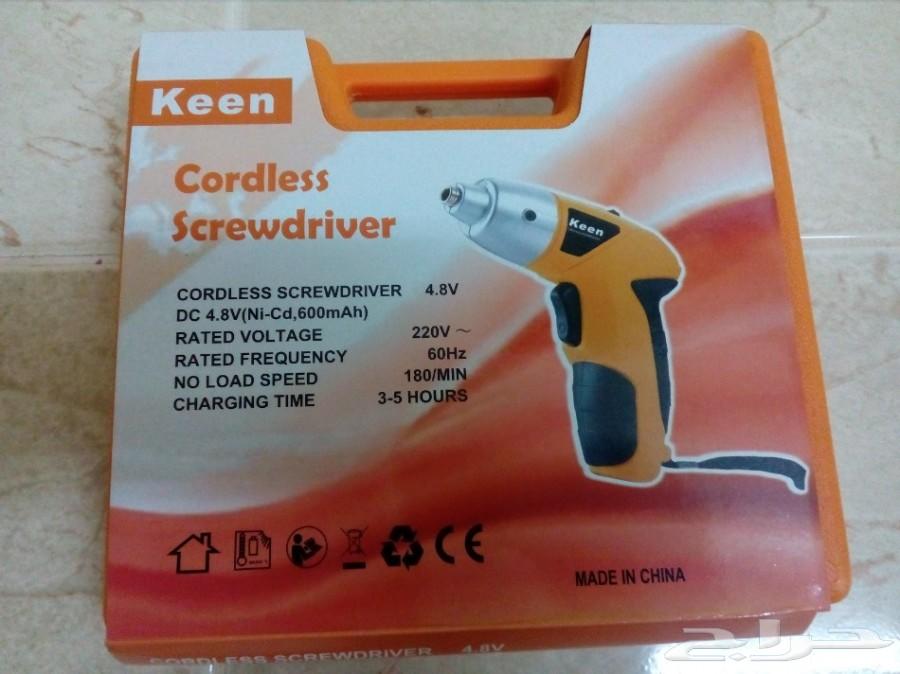 Keen
Cordless
Screwdriver
Keen
CORDLESS SCREWDRIVER 4.8V
DC 4.8V(Ni-Cd,600mAh)
RATED VOLTAGE 220V ~
RATED FREQUENCY 60Hz
NO LOAD SPEED 180/MIN
CHARGING TIME 3-5 HOURS
CE
MADE IN CHINA
CORDLESS SCREWDRIVER 4.8V
حراج